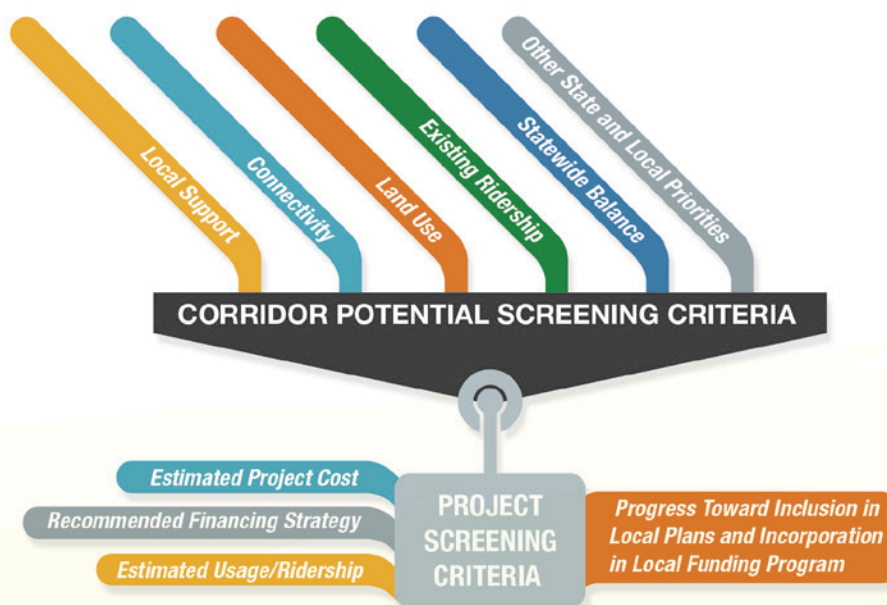 Local Support
Connectivity
Land Use
Existing Ridership
Statewide Balance
Other State and Local Priorities
CORRIDOR POTENTIAL SCREENING CRITERIA
Estimated Project Cost
Recommended Financing Strategy
Estimated Usage/Ridership
PROJECT
SCREENING
CRITERIA
Progress Toward Inclusion in
Local Plans and Incorporation
in Local Funding Program